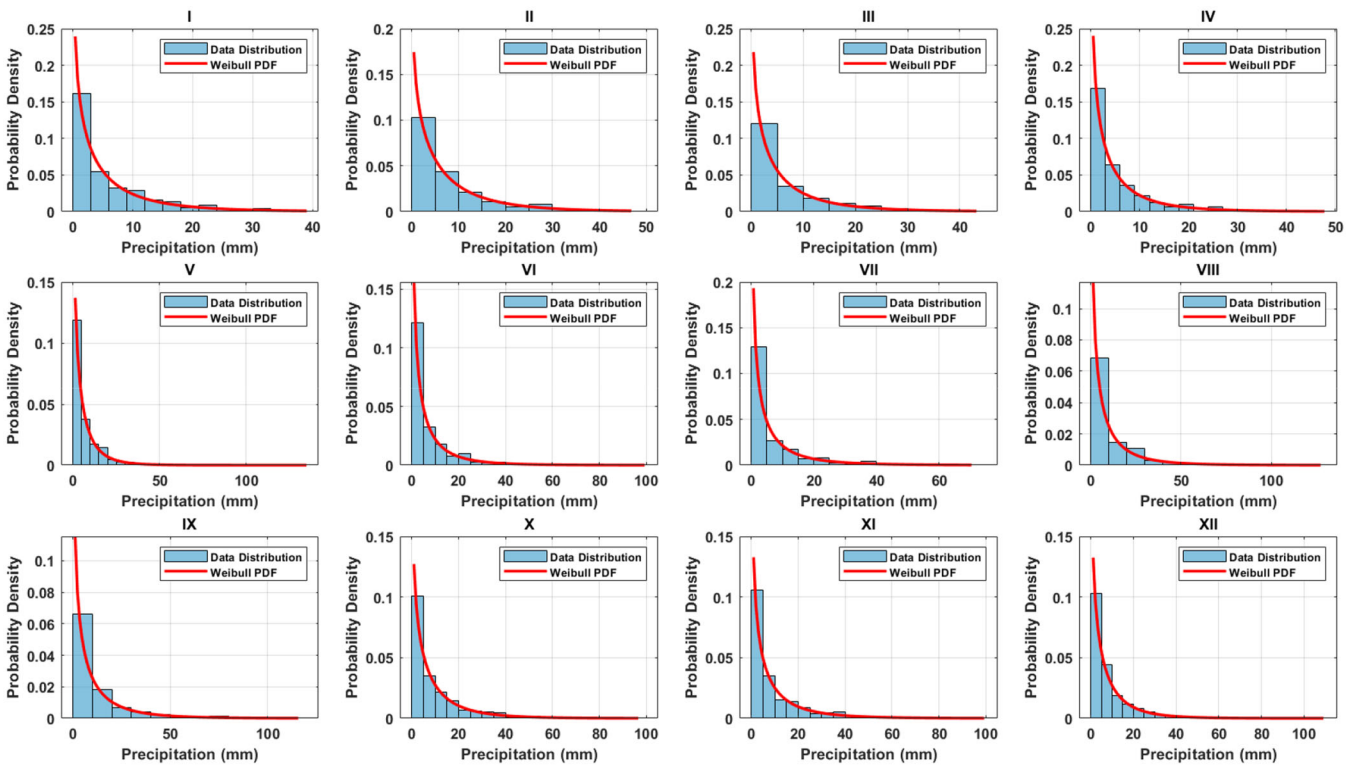 I
0.25
0.2
0.15
0.1
0.05
0
Probability Density
Data Distribution
Weibull PDF
0 10 20 30 40
Precipitation (mm)
II
0.2
0.15
0.1
0.05
0
Probability Density
Data Distribution
Weibull PDF
0 10 20 30 40 50
Precipitation (mm)
III
0.25
0.2
0.15
0.1
0.05
0
Probability Density
Data Distribution
Weibull PDF
0 10 20 30 40
Precipitation (mm)
IV
0.25
0.2
0.15
0.1
0.05
0
Probability Density
Data Distribution
Weibull PDF
0 10 20 30 40 50
Precipitation (mm)
V
0.15
0.1
0.05
0
Probability Density
Data Distribution
Weibull PDF
0 50 100
Precipitation (mm)
VI
0.15
0.1
0.05
0
Probability Density
Data Distribution
Weibull PDF
0 20 40 60 80 100
Precipitation (mm)
VII
0.2
0.15
0.1
0.05
0
Probability Density
Data Distribution
Weibull PDF
0 20 40 60
Precipitation (mm)
VIII
0.1
0.08
0.06
0.04
0.02
0
Probability Density
Data Distribution
Weibull PDF
0 50 100
Precipitation (mm)
IX
0.1
0.08
0.06
0.04
0.02
0
Probability Density
Data Distribution
Weibull PDF
0 50 100
Precipitation (mm)
X
0.15
0.1
0.05
0
Probability Density
Data Distribution
Weibull PDF
0 20 40 60 80 100
Precipitation (mm)
XI
0.15
0.1
0.05
0
Probability Density
Data Distribution
Weibull PDF
0 20 40 60 80 100
Precipitation (mm)
XII
0.15
0.1
0.05
0
Probability Density
Data Distribution
Weibull PDF
0 20 40 60 80 100
Precipitation (mm)